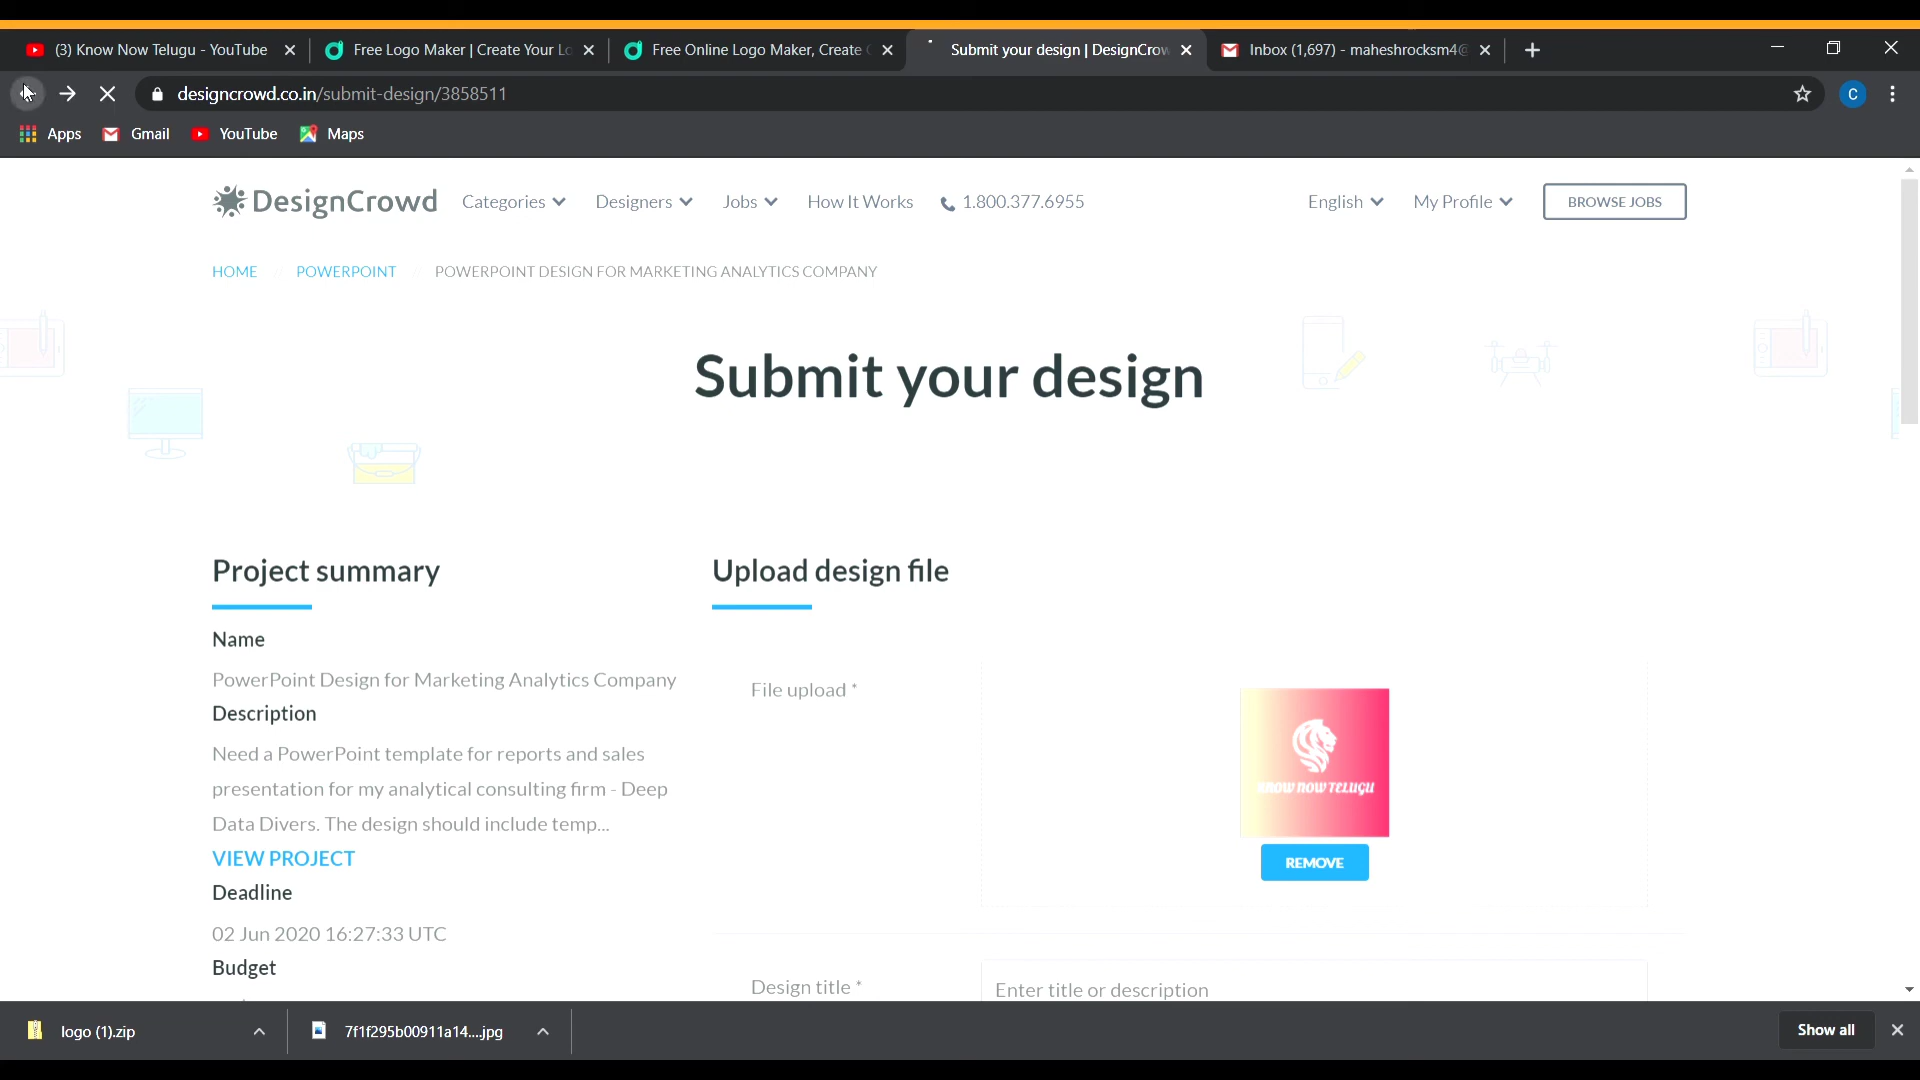 (3) Know Now Telugu - YouTube
Free Logo Maker | Create Your Lo
Free Online Logo Maker, Create
Submit your design | DesignCrow
Inbox (1,697) - maheshrocksm4@
designcrowd.co.in/submit-design/3858511
C
Apps
Gmail
YouTube
Maps
DesignCrowd
Categories
Designers
Jobs
How It Works
1.800.377.6955
English
My Profile
BROWSE JOBS
HOME
POWERPOINT
POWERPOINT DESIGN FOR MARKETING ANALYTICS COMPANY
Submit your design
Project summary
Name
PowerPoint Design for Marketing Analytics Company
Description
Need a PowerPoint template for reports and sales
presentation for my analytical consulting firm - Deep
Data Divers. The design should include temp...
VIEW PROJECT
Deadline
02 Jun 2020 16:27:33 UTC
Budget
Upload design file
File upload *
KNOW NOW TELUGU
REMOVE
Design title *
Enter title or description
logo (1).zip
7f1f295b00911a14....jpg
Show all